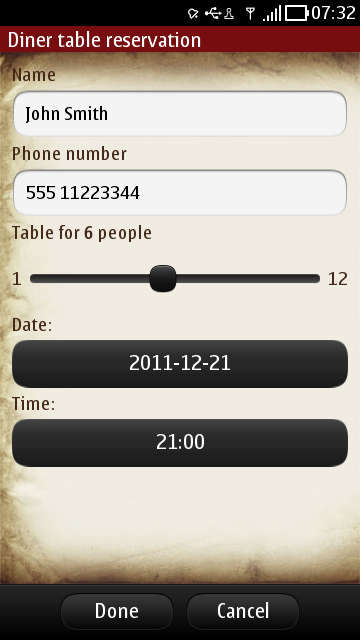 07:32
Diner table reservation
Name
John Smith
Phone number
555 11223344
Table for 6 people
1 12
Date:
2011-12-21
Time:
21:00
Done Cancel